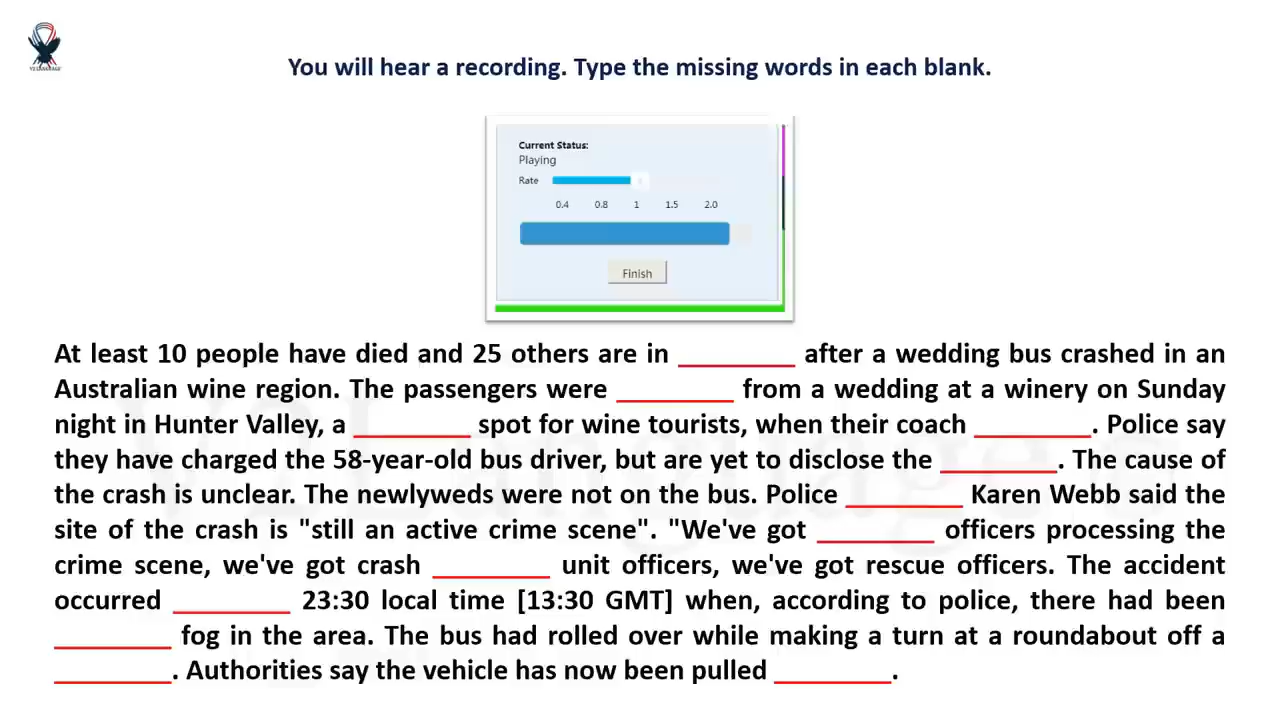 V2LANGUAGE
You will hear a recording. Type the missing words in each blank.
Current Status:
Playing
Rate
0.4 0.8 1 1.5 2.0
Finish
At least 10 people have died and 25 others are in ________ after a wedding bus crashed in an
Australian wine region. The passengers were ________ from a wedding at a winery on Sunday
night in Hunter Valley, a ________ spot for wine tourists, when their coach ________. Police say
they have charged the 58-year-old bus driver, but are yet to disclose the ________. The cause of
the crash is unclear. The newlyweds were not on the bus. Police ________ Karen Webb said the
site of the crash is "still an active crime scene". "We've got ________ officers processing the
crime scene, we've got crash ________ unit officers, we've got rescue officers. The accident
occurred ________ 23:30 local time [13:30 GMT] when, according to police, there had been
________ fog in the area. The bus had rolled over while making a turn at a roundabout off a
________. Authorities say the vehicle has now been pulled ________.